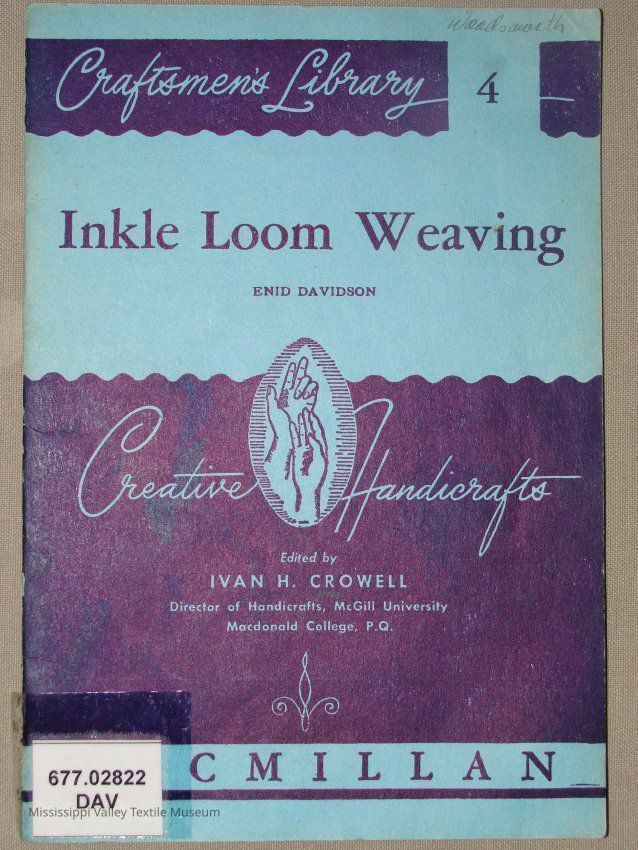 Woodsworth
Craftsmen's Library 4
Inkle Loom Weaving
ENID DAVIDSON
Creative Handicrafts
Edited by
IVAN H. CROWELL
Director of Handicrafts, McGill University
Macdonald College, P.Q.
CMILLAN
677.02822
DAV
Mississippi Valley Textile Museum